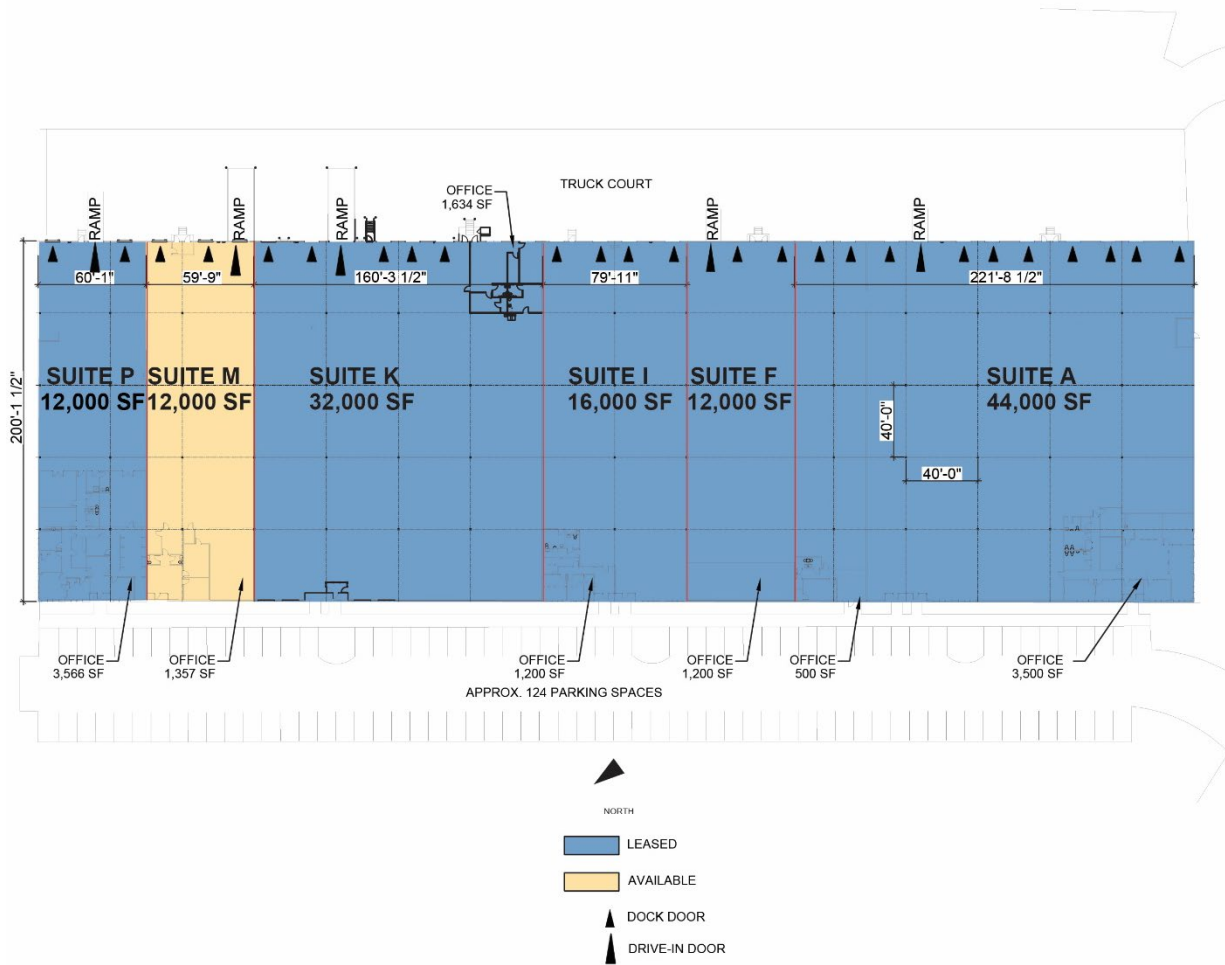 TRUCK COURT
OFFICE
1,634 SF
RAMP
RAMP
RAMP
RAMP
RAMP
60'-1"
59'-9"
160'-3 1/2"
79'-11"
221'-8 1/2"
200'-1 1/2"
SUITE P
12,000 SF
SUITE M
12,000 SF
SUITE K
32,000 SF
SUITE I
16,000 SF
SUITE F
12,000 SF
SUITE A
44,000 SF
40'-0"
40'-0"
OFFICE
3,566 SF
OFFICE
1,357 SF
OFFICE
1,200 SF
OFFICE
1,200 SF
OFFICE
500 SF
OFFICE
3,500 SF
APPROX. 124 PARKING SPACES
NORTH
LEASED
AVAILABLE
DOCK DOOR
DRIVE-IN DOOR